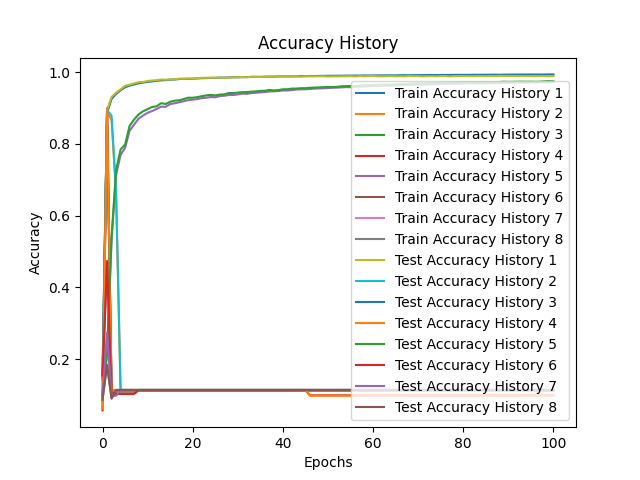 Accuracy History
1.0
0.8
0.6
0.4
0.2
Accuracy
Train Accuracy History 1
Train Accuracy History 2
Train Accuracy History 3
Train Accuracy History 4
Train Accuracy History 5
Train Accuracy History 6
Train Accuracy History 7
Train Accuracy History 8
Test Accuracy History 1
Test Accuracy History 2
Test Accuracy History 3
Test Accuracy History 4
Test Accuracy History 5
Test Accuracy History 6
Test Accuracy History 7
Test Accuracy History 8
0 20 40 60 80 100
Epochs